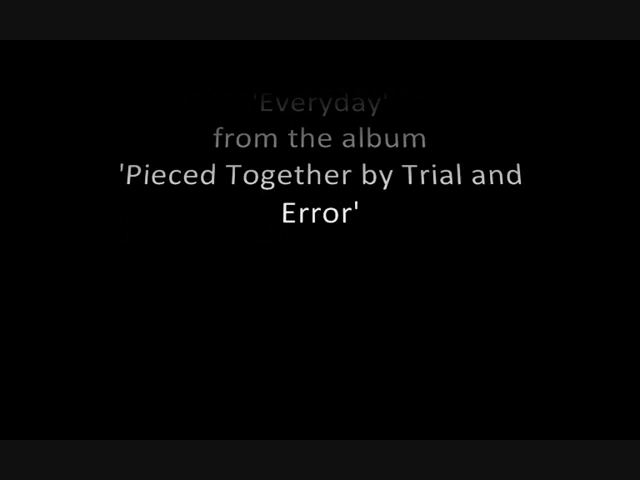 'Everyday'
from the album
'Pieced Together by Trial and
Error'